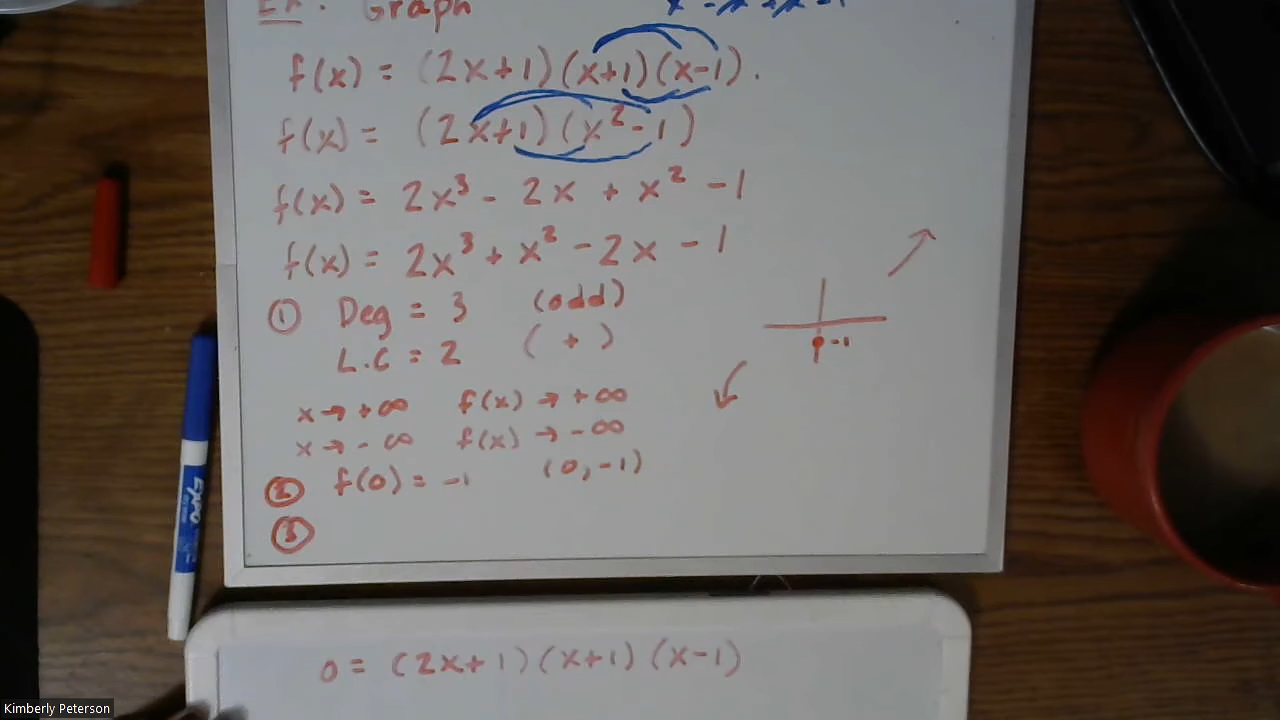 Ex: Graph
f(x) = (2x+1)(x+1)(x-1).
f(x) = (2x+1)(x²-1)
f(x) = 2x³ - 2x + x² - 1
f(x) = 2x³ + x² - 2x - 1
① Deg = 3 (odd)
L.C = 2 (+)
x → +∞ f(x) → +∞
x → -∞ f(x) → -∞
② f(0) = -1 (0,-1)
③
-1
EXPO
0 = (2x+1)(x+1)(x-1)
Kimberly Peterson